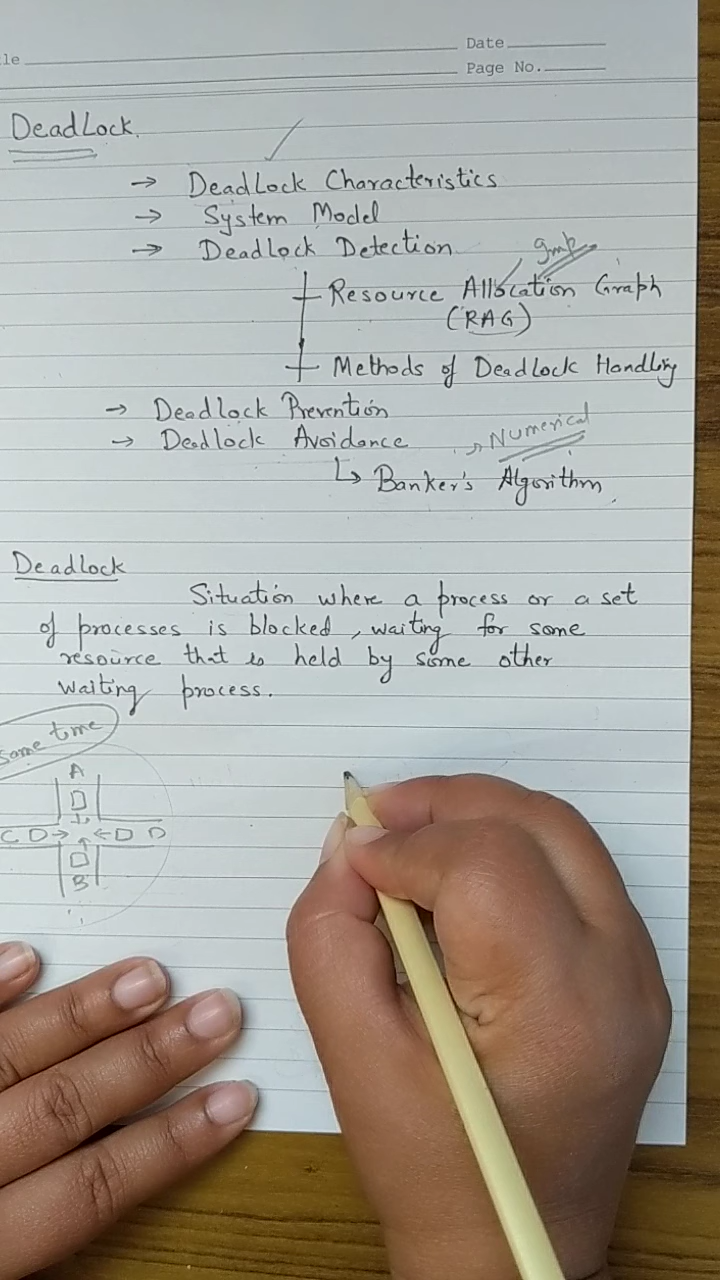 le
Date
Page No.
DeadLock.
→ DeadLock Characteristics
→ System Model
→ Deadlock Detection
Resource Allocation Graph
(RAG)
Methods of Deadlock Handling
→ Deadlock Prevention
→ Deadlock Avoidance
→ Numerical
↳ Banker's Algorithm.
Deadlock
Situation where a process or a set
of processes is blocked, waiting for some
resource that is held by some other
waiting process.
Same time
A
C D → ← D D
B